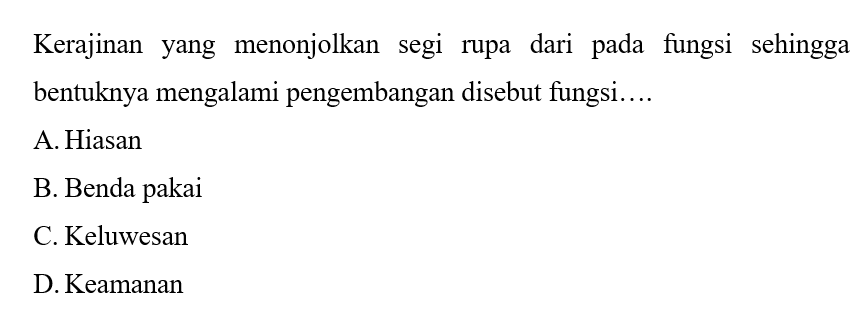 Kerajinan yang menonjolkan segi rupa dari pada fungsi sehingga
bentuknya mengalami pengembangan disebut fungsi….
A. Hiasan
B. Benda pakai
C. Keluwesan
D. Keamanan